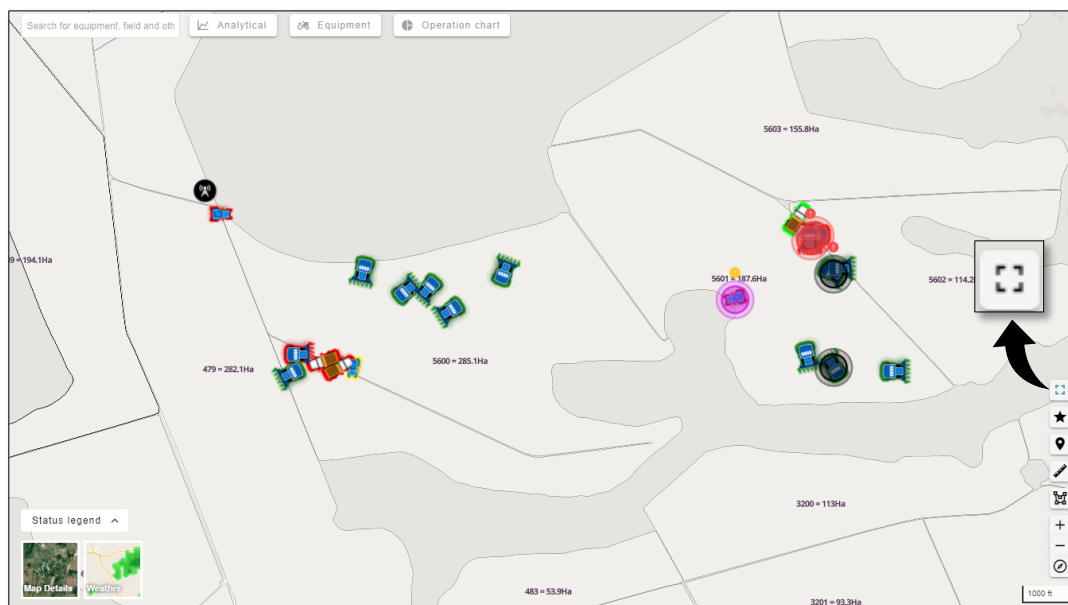 Search for equipment, field and oth
Analytical
Equipment
Operation chart
5603 = 155.8Ha
9 = 194.1Ha
5601 = 187.6Ha
5602 = 114.2
479 = 282.1Ha
5600 = 285.1Ha
3200 = 113Ha
Status legend
Map Details
Weather
483 = 53.9Ha
3201 = 93.3Ha
1000 ft